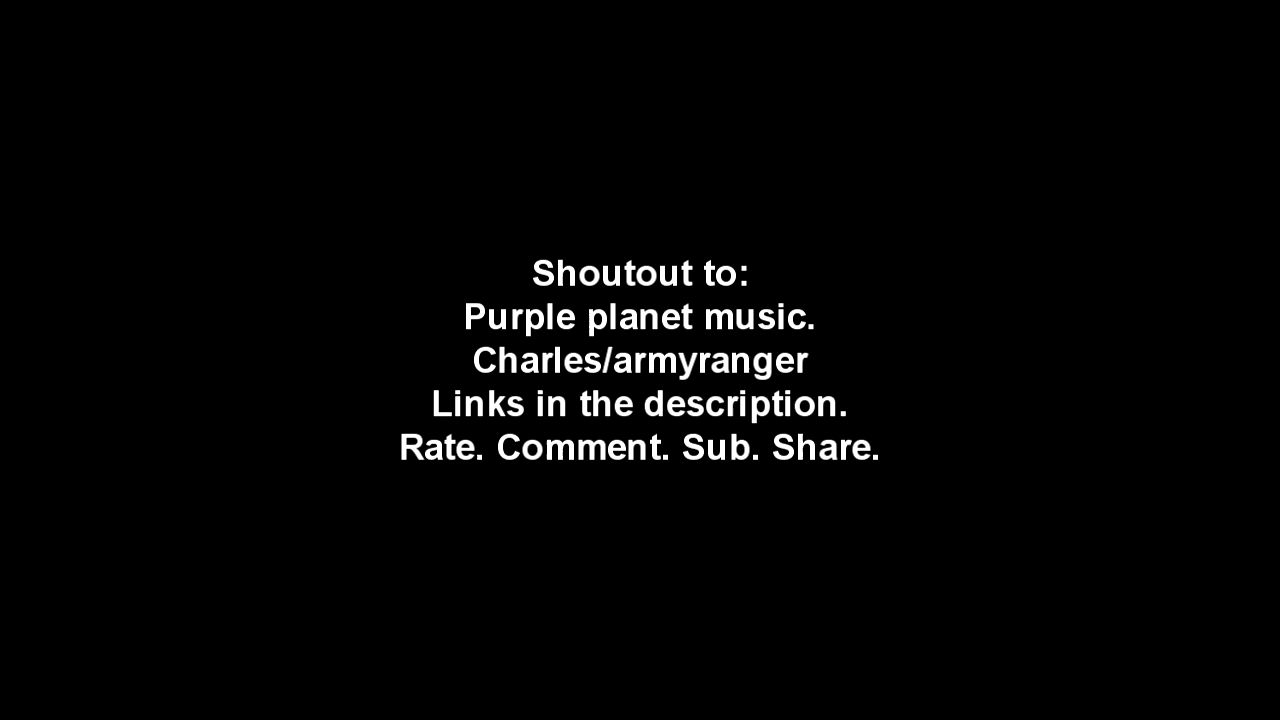 Shoutout to:
Purple planet music.
Charles/armyranger
Links in the description.
Rate. Comment. Sub. Share.